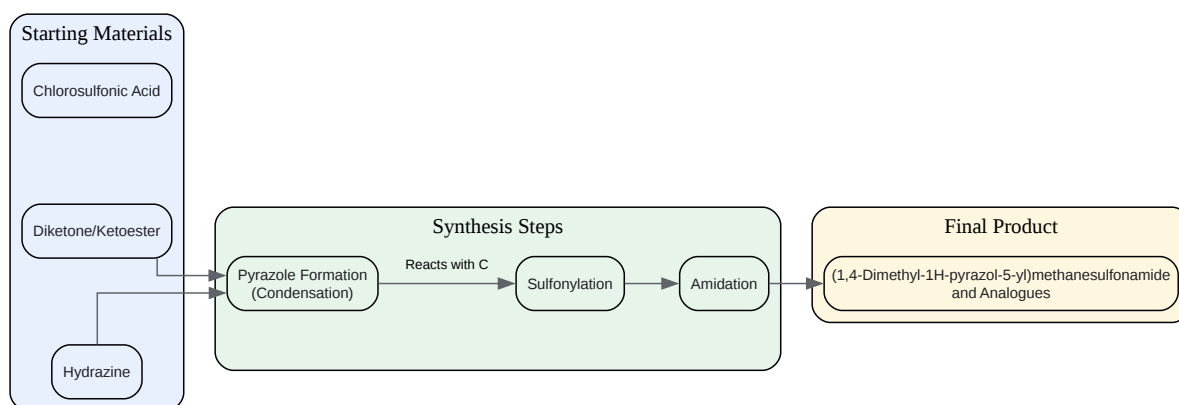 Starting Materials
Chlorosulfonic Acid
Diketone/Ketoester
Hydrazine
Synthesis Steps
Pyrazole Formation
(Condensation)
Reacts with C
Sulfonylation
Amidation
Final Product
(1,4-Dimethyl-1H-pyrazol-5-yl)methanesulfonamide
and Analogues